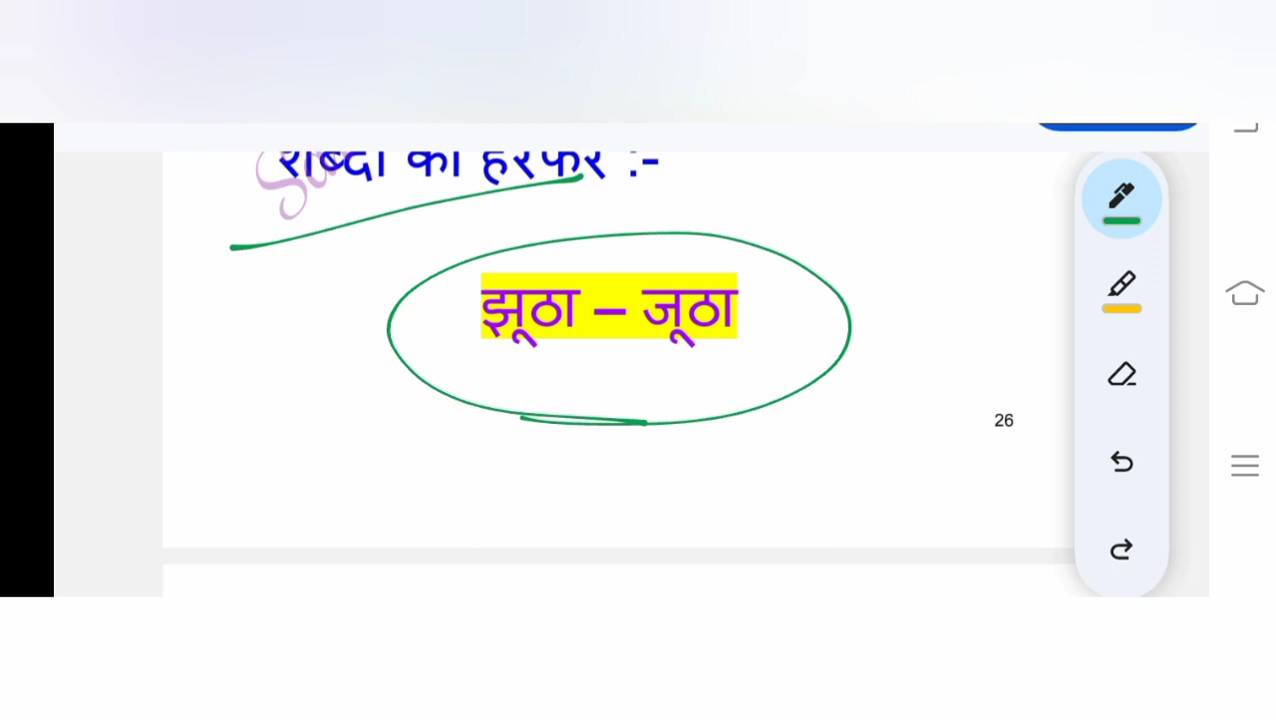 शब्दों का हेरफेर :-
झूठा – जूठा
26